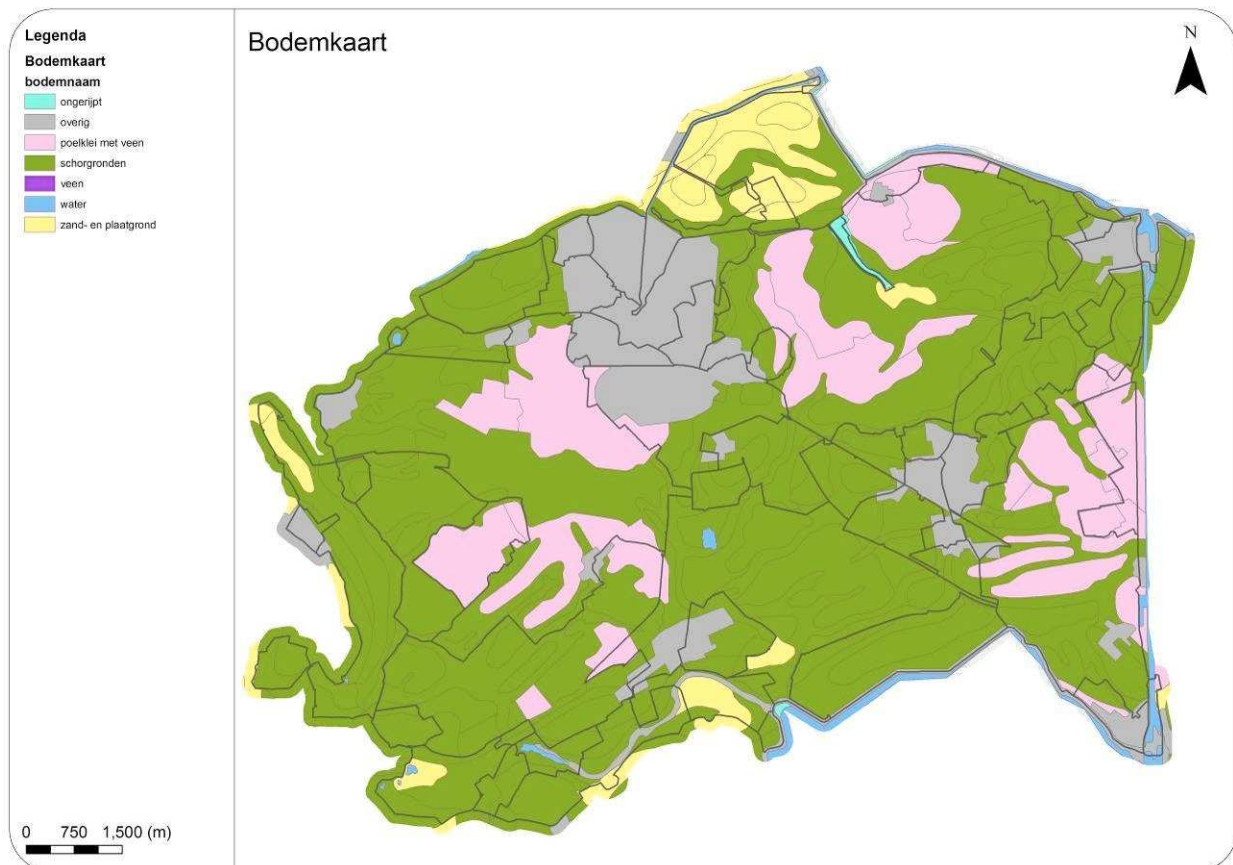 Legenda
Bodemkaart
bodemnaam
ongerijpt
overig
poelklei met veen
schorgronden
veen
water
zand- en plaatgrond
0 750 1,500 (m)
Bodemkaart
N